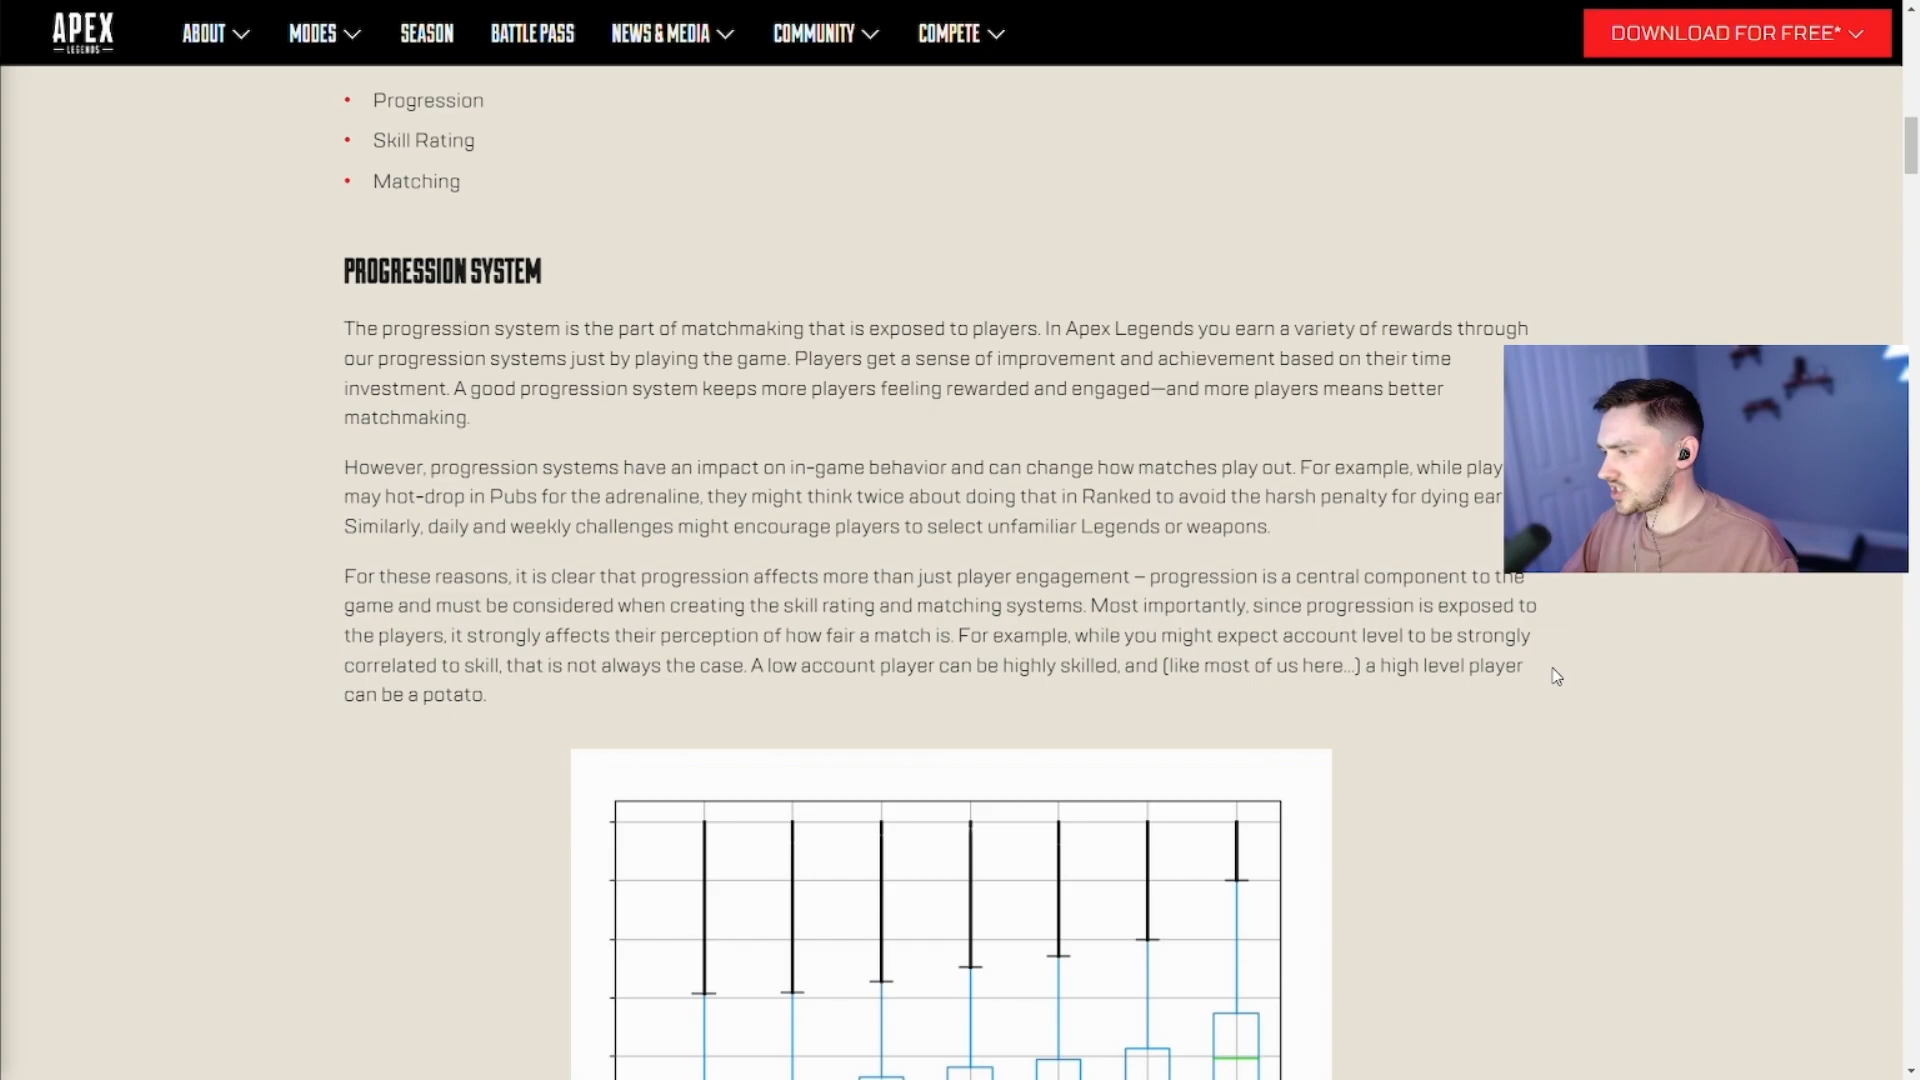 APEX
LEGENDS
ABOUT
MODES
SEASON
BATTLE PASS
NEWS & MEDIA
COMMUNITY
COMPETE
DOWNLOAD FOR FREE*
Progression
Skill Rating
Matching
PROGRESSION SYSTEM
The progression system is the part of matchmaking that is exposed to players. In Apex Legends you earn a variety of rewards through
our progression systems just by playing the game. Players get a sense of improvement and achievement based on their time
investment. A good progression system keeps more players feeling rewarded and engaged—and more players means better
matchmaking.
However, progression systems have an impact on in-game behavior and can change how matches play out. For example, while play
may hot-drop in Pubs for the adrenaline, they might think twice about doing that in Ranked to avoid the harsh penalty for dying ear
Similarly, daily and weekly challenges might encourage players to select unfamiliar Legends or weapons.
For these reasons, it is clear that progression affects more than just player engagement – progression is a central component to the
game and must be considered when creating the skill rating and matching systems. Most importantly, since progression is exposed to
the players, it strongly affects their perception of how fair a match is. For example, while you might expect account level to be strongly
correlated to skill, that is not always the case. A low account player can be highly skilled, and (like most of us here...) a high level player
can be a potato.